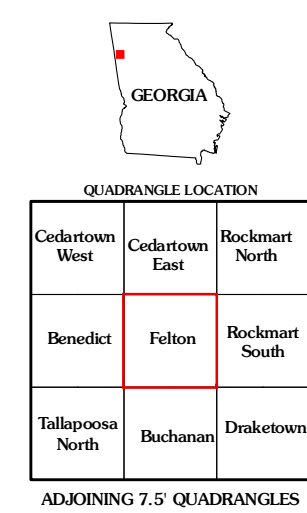 GEORGIA
QUADRANGLE LOCATION
Cedartown
West
Cedartown
East
Rockmart
North
Benedict
Felton
Rockmart
South
Tallapoosa
North
Buchanan
Draketown
ADJOINING 7.5' QUADRANGLES